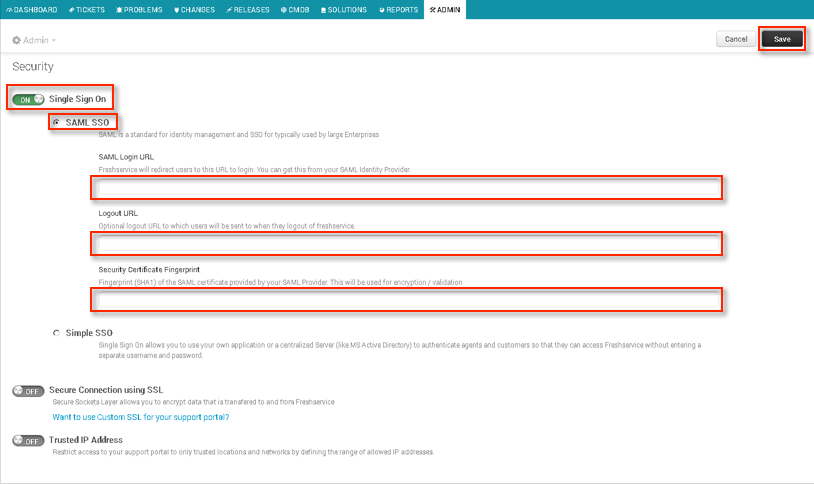 DASHBOARD TICKETS PROBLEMS CHANGES RELEASES CMDB SOLUTIONS REPORTS ADMIN
Admin
Cancel Save
Security
ON Single Sign On
SAML SSO
SAML is a standard for identity management and SSO for typically used by large Enterprises
SAML Login URL
Freshservice will redirect users to this URL to login. You can get this from your SAML Identity Provider.
Logout URL
Optional logout URL to which users will be sent to when they logout of freshservice.
Security Certificate Fingerprint
Fingerprint (SHA1) of the SAML certificate provided by your SAML Provider. This will be used for encryption / validation
Simple SSO
Single Sign On allows you to use your own application or a centralized Server (like MS Active Directory) to authenticate agents and customers so that they can access Freshservice without entering a
separate username and password.
OFF Secure Connection using SSL
Secure Sockets Layer allows you to encrypt data that is transfered to and from Freshservice
Want to use Custom SSL for your support portal?
OFF Trusted IP Address
Restrict access to your support portal to only trusted locations and networks by defining the range of allowed IP addresses.